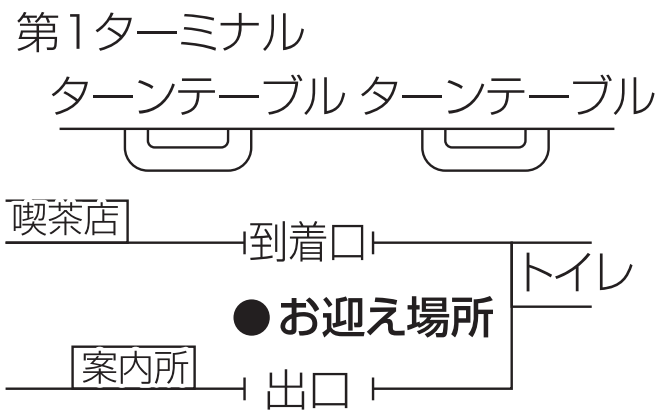 第1ターミナル
ターンテーブル ターンテーブル
喫茶店
到着口
トイレ
●お迎え場所
案内所
出口